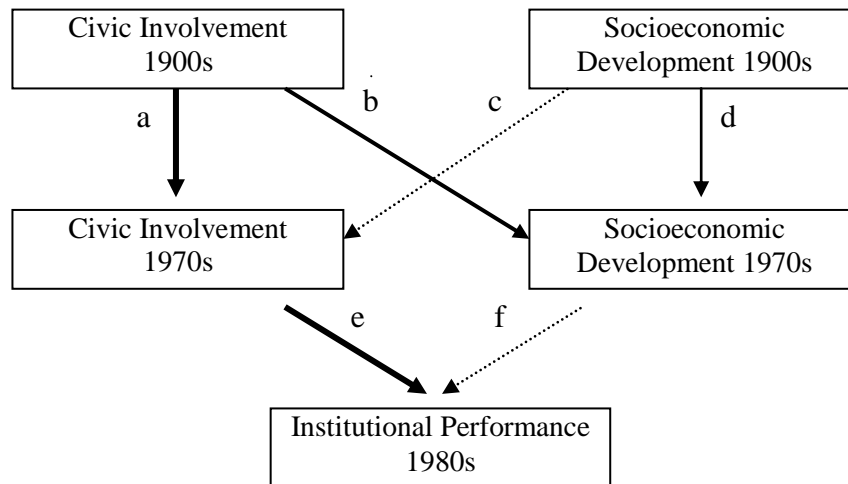 Civic Involvement
1900s
Socioeconomic
Development 1900s
a
b
c
d
Civic Involvement
1970s
Socioeconomic
Development 1970s
e
f
Institutional Performance
1980s